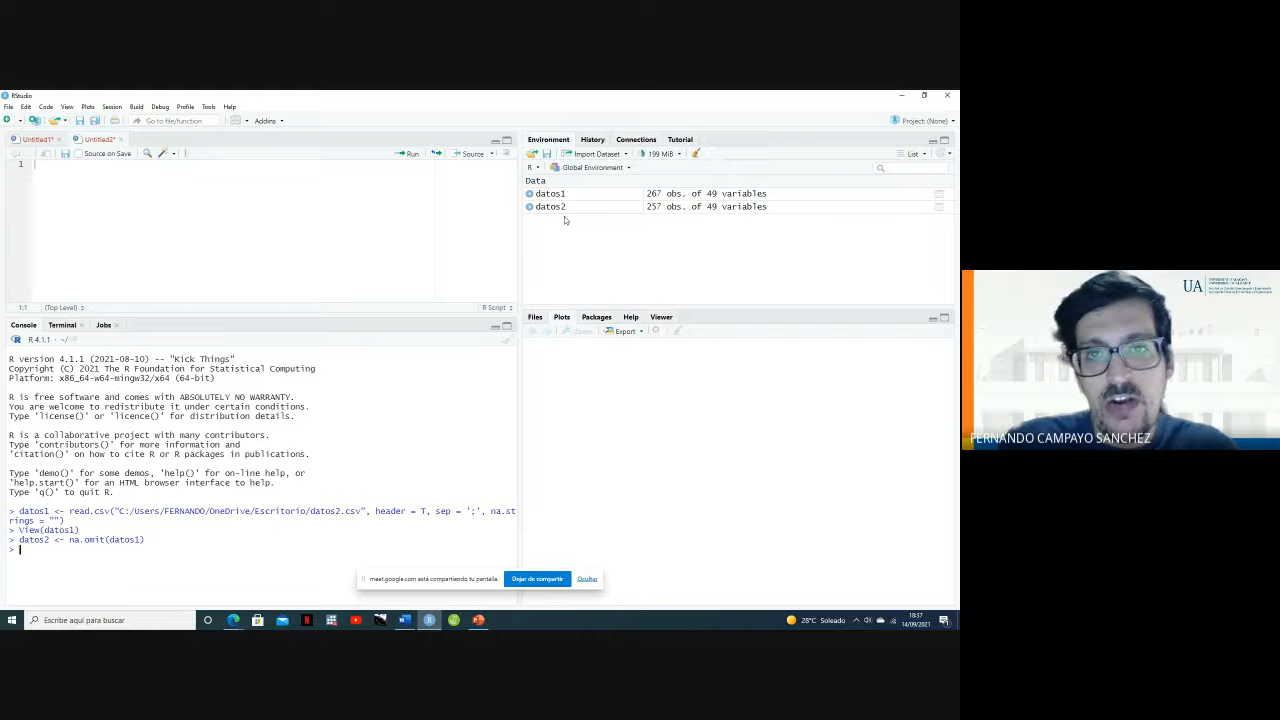 RStudio
File Edit Code View Plots Session Build Debug Profile Tools Help
Go to file/function
Addins
Project: (None)
Untitled1*
Untitled2*
Source on Save
Run
Source
1
1:1
(Top Level)
R Script
Console
Terminal
Jobs
R 4.1.1 · ~/
R version 4.1.1 (2021-08-10) -- "Kick Things"
Copyright (C) 2021 The R Foundation for Statistical Computing
Platform: x86_64-w64-mingw32/x64 (64-bit)
R is free software and comes with ABSOLUTELY NO WARRANTY.
You are welcome to redistribute it under certain conditions.
Type 'license()' or 'licence()' for distribution details.
R is a collaborative project with many contributors.
Type 'contributors()' for more information and
'citation()' on how to cite R or R packages in publications.
Type 'demo()' for some demos, 'help()' for on-line help, or
'help.start()' for an HTML browser interface to help.
Type 'q()' to quit R.
> datos1 <- read.csv("C:/Users/FERNANDO/OneDrive/Escritorio/datos2.csv", header = T, sep = ';', na.st
rings = "")
> View(datos1)
> datos2 <- na.omit(datos1)
>
Environment
History
Connections
Tutorial
Import Dataset
199 MiB
List
R
Global Environment
Data
datos1 267 obs. of 49 variables
datos2 257 obs. of 49 variables
Files
Plots
Packages
Help
Viewer
Zoom
Export
meet.google.com está compartiendo tu pantalla.
Dejar de compartir
Ocultar
Escribe aquí para buscar
28°C Soleado
18:37
14/09/2021
UA
FERNANDO CAMPAYO SANCHEZ